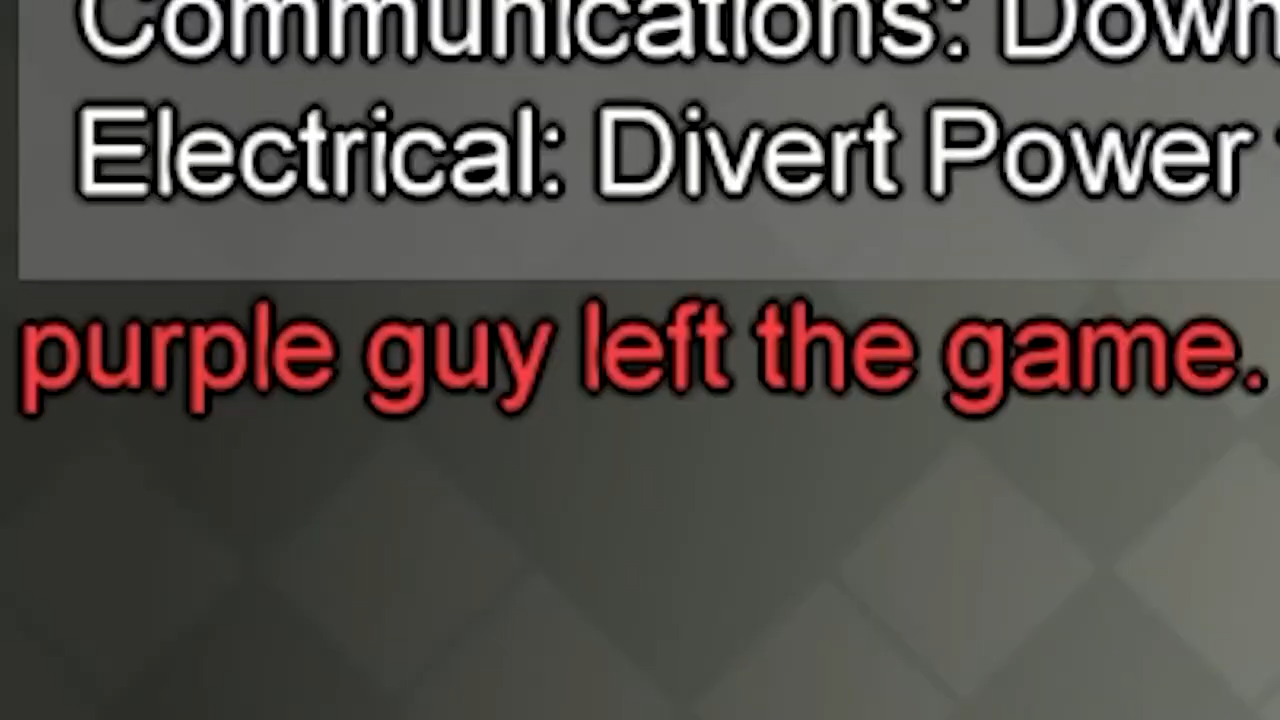 Communications: Down
Electrical: Divert Power
purple guy left the game.